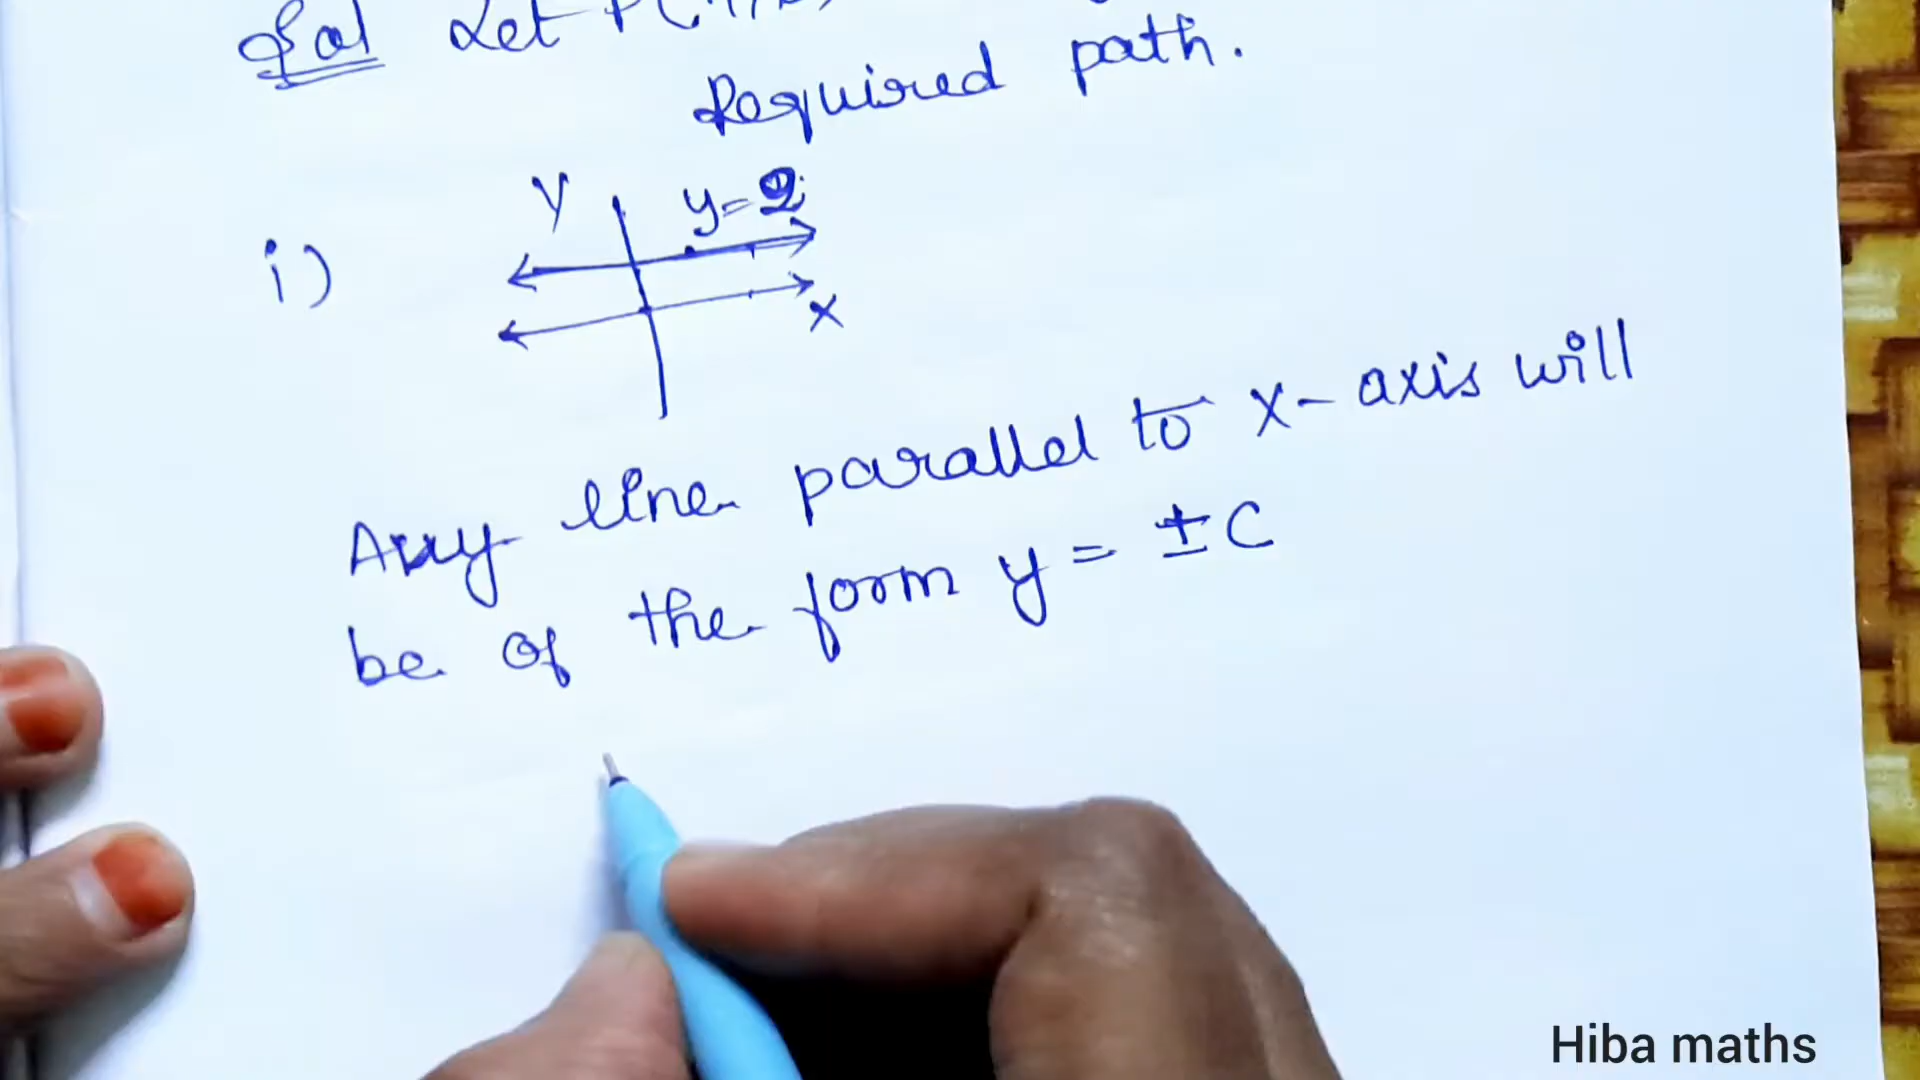 Sol Let P(
Required path.
Y y=2
i)
X
Any line parallel to X-axis will
be of the form y = ±C
Hiba maths